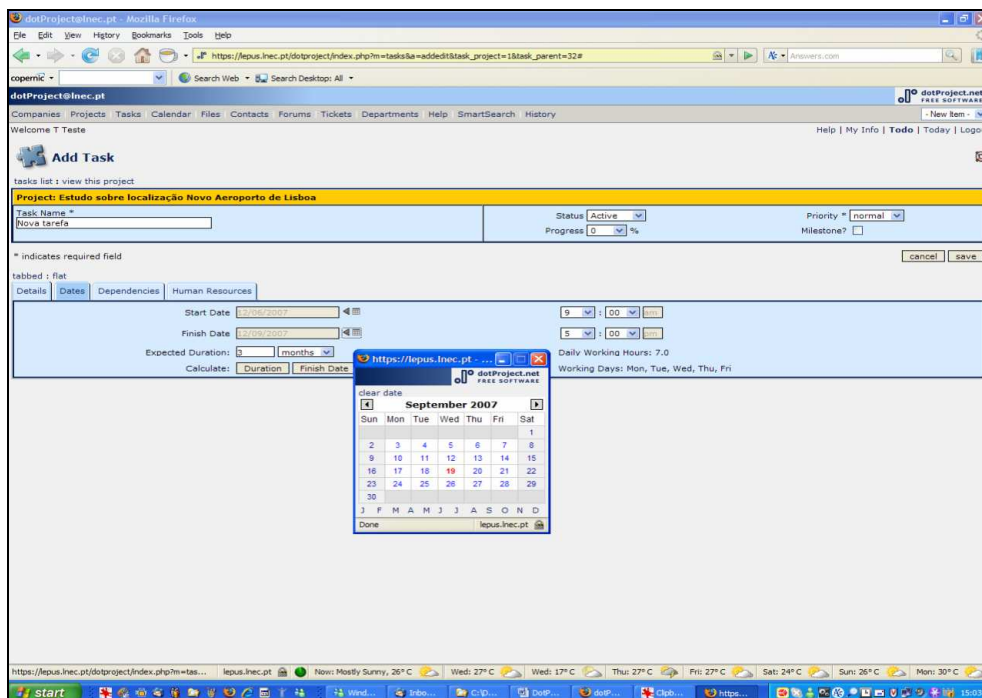 dotProject@lnec.pt - Mozilla Firefox
File Edit View History Bookmarks Tools Help
https://lepus.lnec.pt/dotproject/index.php?m=tasks&a=addedit&task_project=1&task_parent=32#
Answers.com
copernic Search Web Search Desktop: All
dotProject@lnec.pt
dotProject.net
FREE SOFTWARE
Companies Projects Tasks Calendar Files Contacts Forums Tickets Departments Help SmartSearch History
- New Item -
Welcome T Teste
Help | My Info | Todo | Today | Logo
Add Task
tasks list : view this project
Project: Estudo sobre localização Novo Aeroporto de Lisboa
Task Name *
Nova tarefa
Status Active
Priority * normal
Progress 0 %
Milestone?
* indicates required field
cancel save
tabbed : flat
Details Dates Dependencies Human Resources
Start Date 12/06/2007
9 : 00 am
Finish Date 12/09/2007
5 : 00 pm
Expected Duration: 3 months
Daily Working Hours: 7.0
Calculate: Duration Finish Date
Working Days: Mon, Tue, Wed, Thu, Fri
https://lepus.lnec.pt - ...
dotProject.net
FREE SOFTWARE
clear date
September 2007
Sun Mon Tue Wed Thu Fri Sat
1
2 3 4 5 6 7 8
9 10 11 12 13 14 15
16 17 18 19 20 21 22
23 24 25 26 27 28 29
30
J F M A M J J A S O N D
Done lepus.lnec.pt
https://lepus.lnec.pt/dotproject/index.php?m=tas... lepus.lnec.pt Now: Mostly Sunny, 26° C Wed: 27° C Wed: 17° C Thu: 27° C Fri: 27° C Sat: 24° C Sun: 26° C Mon: 30° C
start Wind... Inbo... C:\D... DotP... dotP... Clipb... https... 15:03